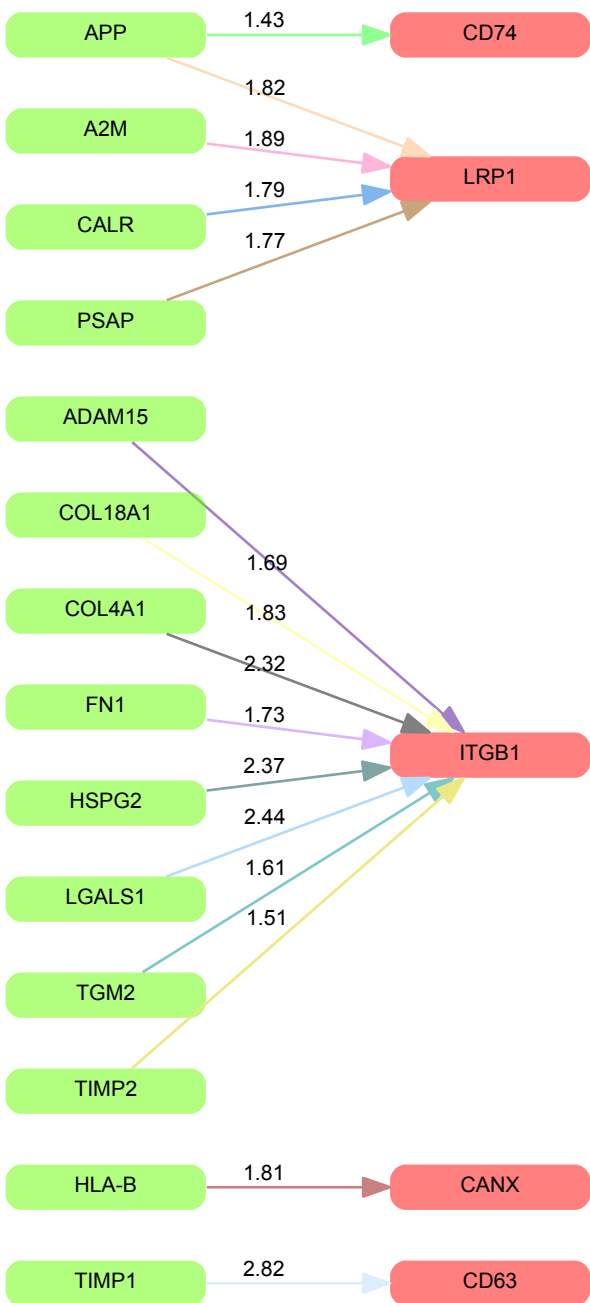 APP 1.43 CD74
1.82
A2M 1.89
LRP1
CALR 1.79
1.77
PSAP
ADAM15
COL18A1
1.69
COL4A1 1.83
2.32
FN1 1.73
ITGB1
HSPG2 2.37
2.44
LGALS1 1.61
1.51
TGM2
TIMP2
HLA-B 1.81 CANX
TIMP1 2.82 CD63